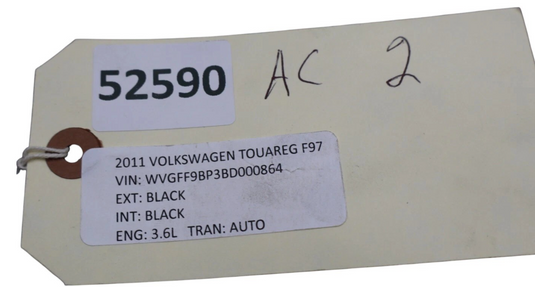 52590 AC 2
2011 VOLKSWAGEN TOUAREG F97
VIN: WVGFF9BP3BD000864
EXT: BLACK
INT: BLACK
ENG: 3.6L TRAN: AUTO